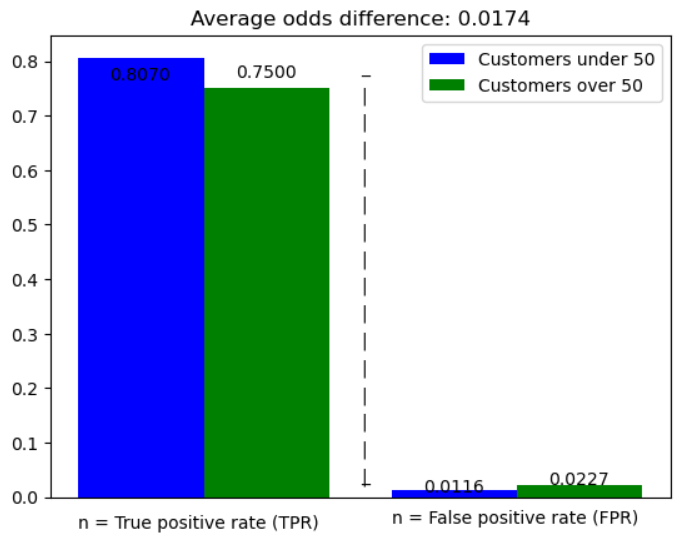 Average odds difference: 0.0174
0.8
0.7
0.6
0.5
0.4
0.3
0.2
0.1
0.0
0.8070
0.7500
Customers under 50
Customers over 50
0.0116
0.0227
n = True positive rate (TPR)
n = False positive rate (FPR)